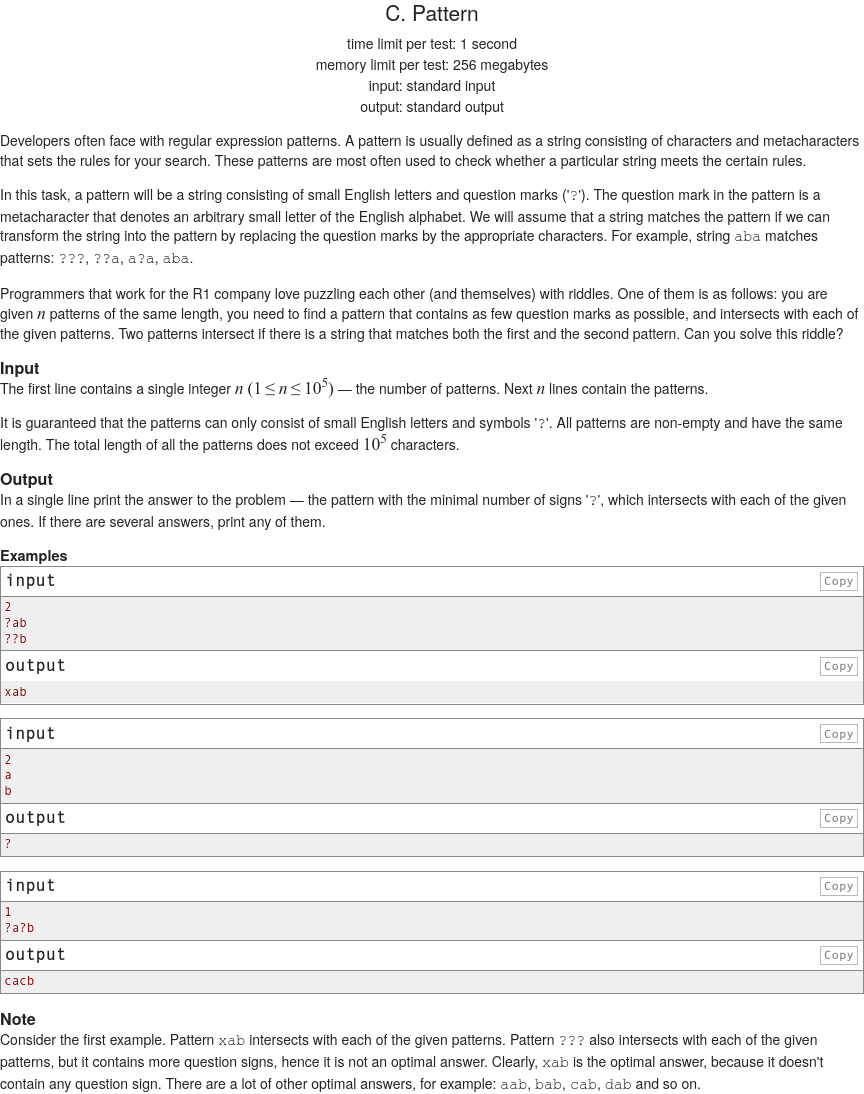 C. Pattern
time limit per test: 1 second
memory limit per test: 256 megabytes
input: standard input
output: standard output
Developers often face with regular expression patterns. A pattern is usually defined as a string consisting of characters and metacharacters
that sets the rules for your search. These patterns are most often used to check whether a particular string meets the certain rules.
In this task, a pattern will be a string consisting of small English letters and question marks ('?'). The question mark in the pattern is a
metacharacter that denotes an arbitrary small letter of the English alphabet. We will assume that a string matches the pattern if we can
transform the string into the pattern by replacing the question marks by the appropriate characters. For example, string aba matches
patterns: ???, ??a, a?a, aba.
Programmers that work for the R1 company love puzzling each other (and themselves) with riddles. One of them is as follows: you are
given n patterns of the same length, you need to find a pattern that contains as few question marks as possible, and intersects with each of
the given patterns. Two patterns intersect if there is a string that matches both the first and the second pattern. Can you solve this riddle?
Input
The first line contains a single integer n (1 ≤ n ≤ 10^5) — the number of patterns. Next n lines contain the patterns.
It is guaranteed that the patterns can only consist of small English letters and symbols '?'. All patterns are non-empty and have the same
length. The total length of all the patterns does not exceed 10^5 characters.
Output
In a single line print the answer to the problem — the pattern with the minimal number of signs '?', which intersects with each of the given
ones. If there are several answers, print any of them.
Examples
input Copy
2
?ab
??b
output Copy
xab
input Copy
2
a
b
output Copy
?
input Copy
1
?a?b
output Copy
cacb
Note
Consider the first example. Pattern xab intersects with each of the given patterns. Pattern ??? also intersects with each of the given
patterns, but it contains more question signs, hence it is not an optimal answer. Clearly, xab is the optimal answer, because it doesn't
contain any question sign. There are a lot of other optimal answers, for example: aab, bab, cab, dab and so on.